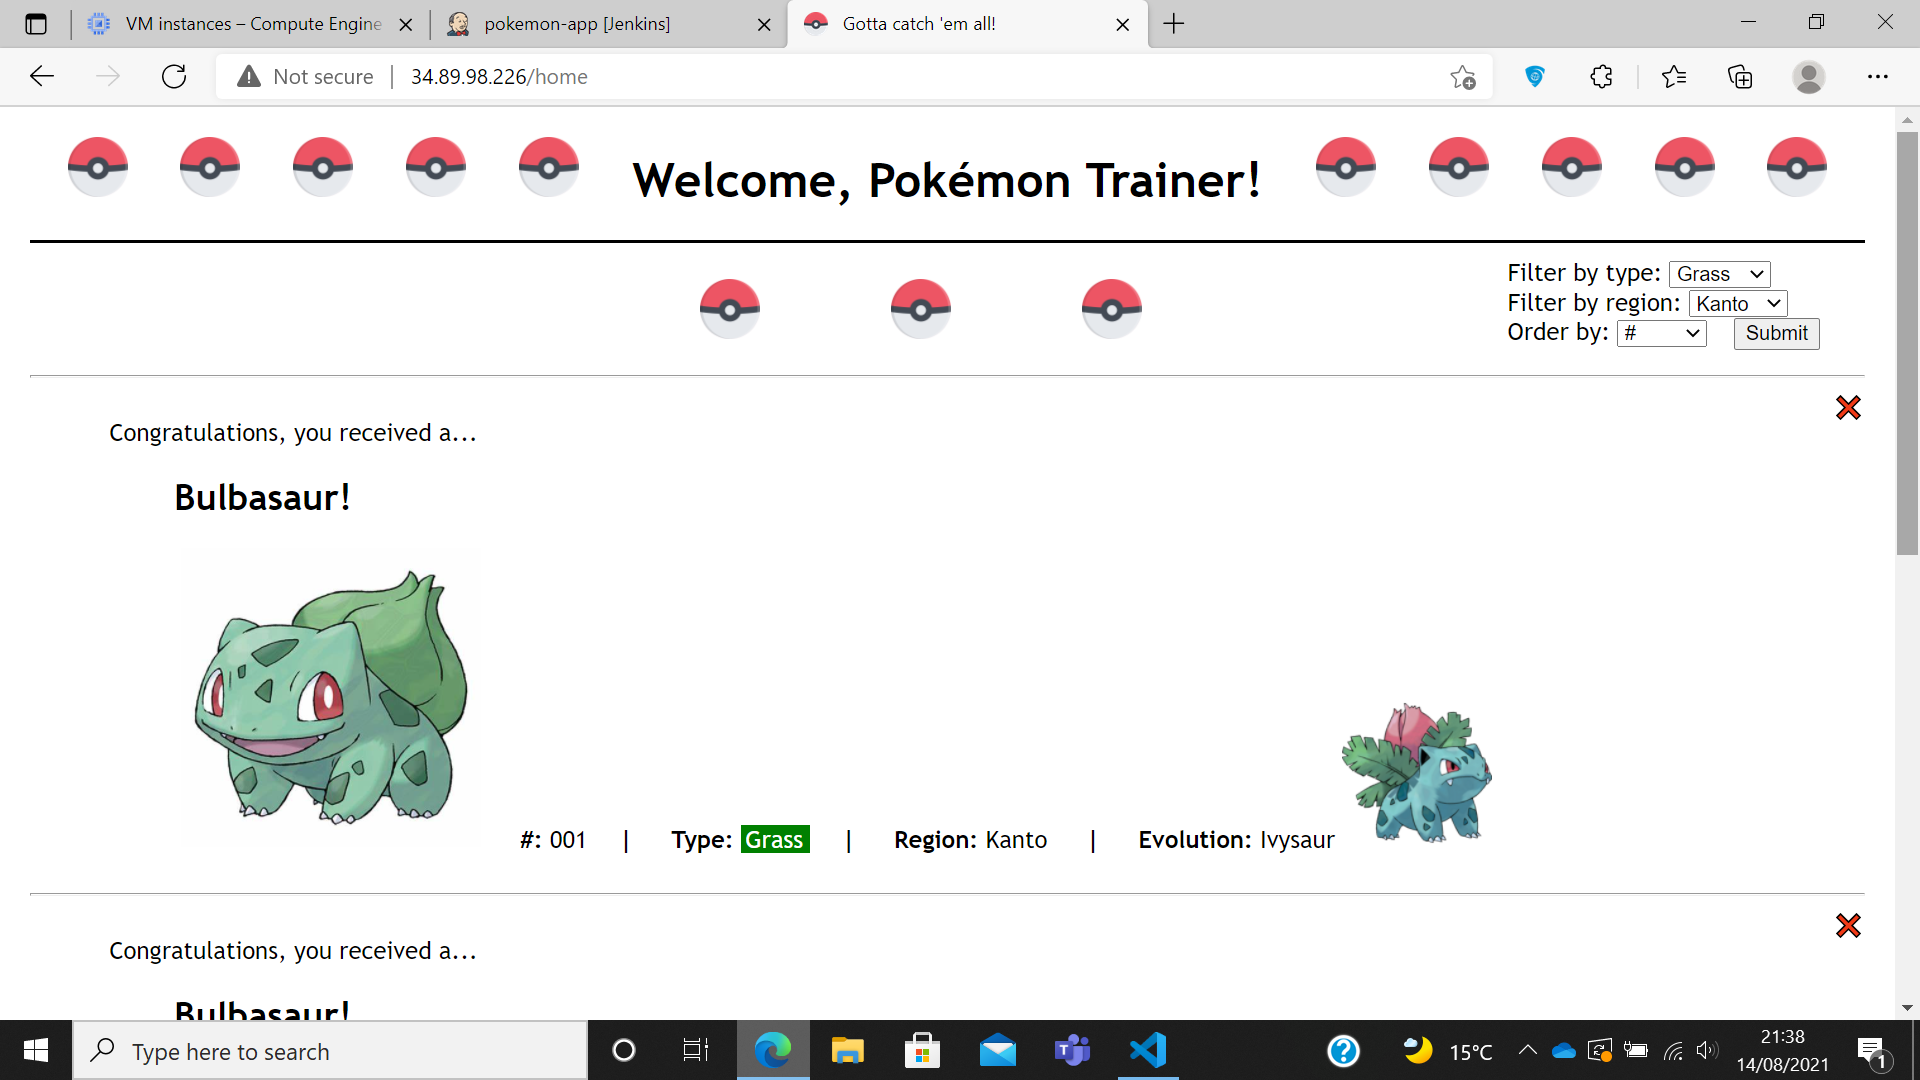 VM instances – Compute Engine
pokemon-app [Jenkins]
Gotta catch 'em all!
Not secure | 34.89.98.226/home
Welcome, Pokémon Trainer!
Filter by type: Grass
Filter by region: Kanto
Order by: # Submit
Congratulations, you received a...
Bulbasaur!
#: 001 | Type: Grass | Region: Kanto | Evolution: Ivysaur
Congratulations, you received a...
Bulbasaur!
Type here to search
15°C
21:38
14/08/2021
1